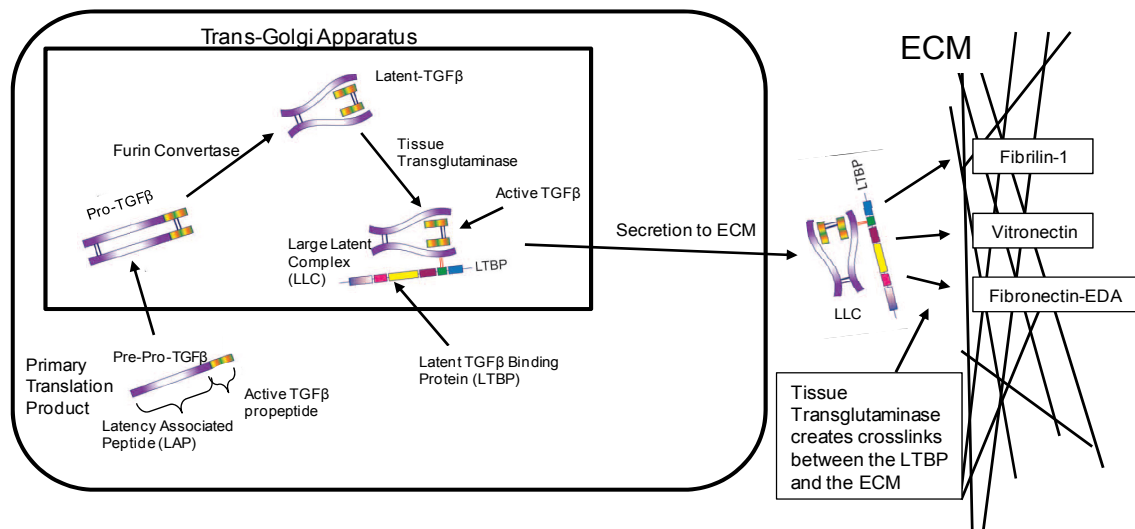 Trans-Golgi Apparatus
Latent-TGFβ
Furin Convertase
Tissue
Transglutaminase
Pro-TGFβ
Active TGFβ
Large Latent
Complex
(LLC)
LTBP
Pre-Pro-TGFβ
Primary
Translation
Product
Active TGFβ
propeptide
Latency Associated
Peptide (LAP)
Latent TGFβ Binding
Protein (LTBP)
Secretion to ECM
ECM
LTBP
LLC
Fibrilin-1
Vitronectin
Fibronectin-EDA
Tissue
Transglutaminase
creates crosslinks
between the LTBP
and the ECM